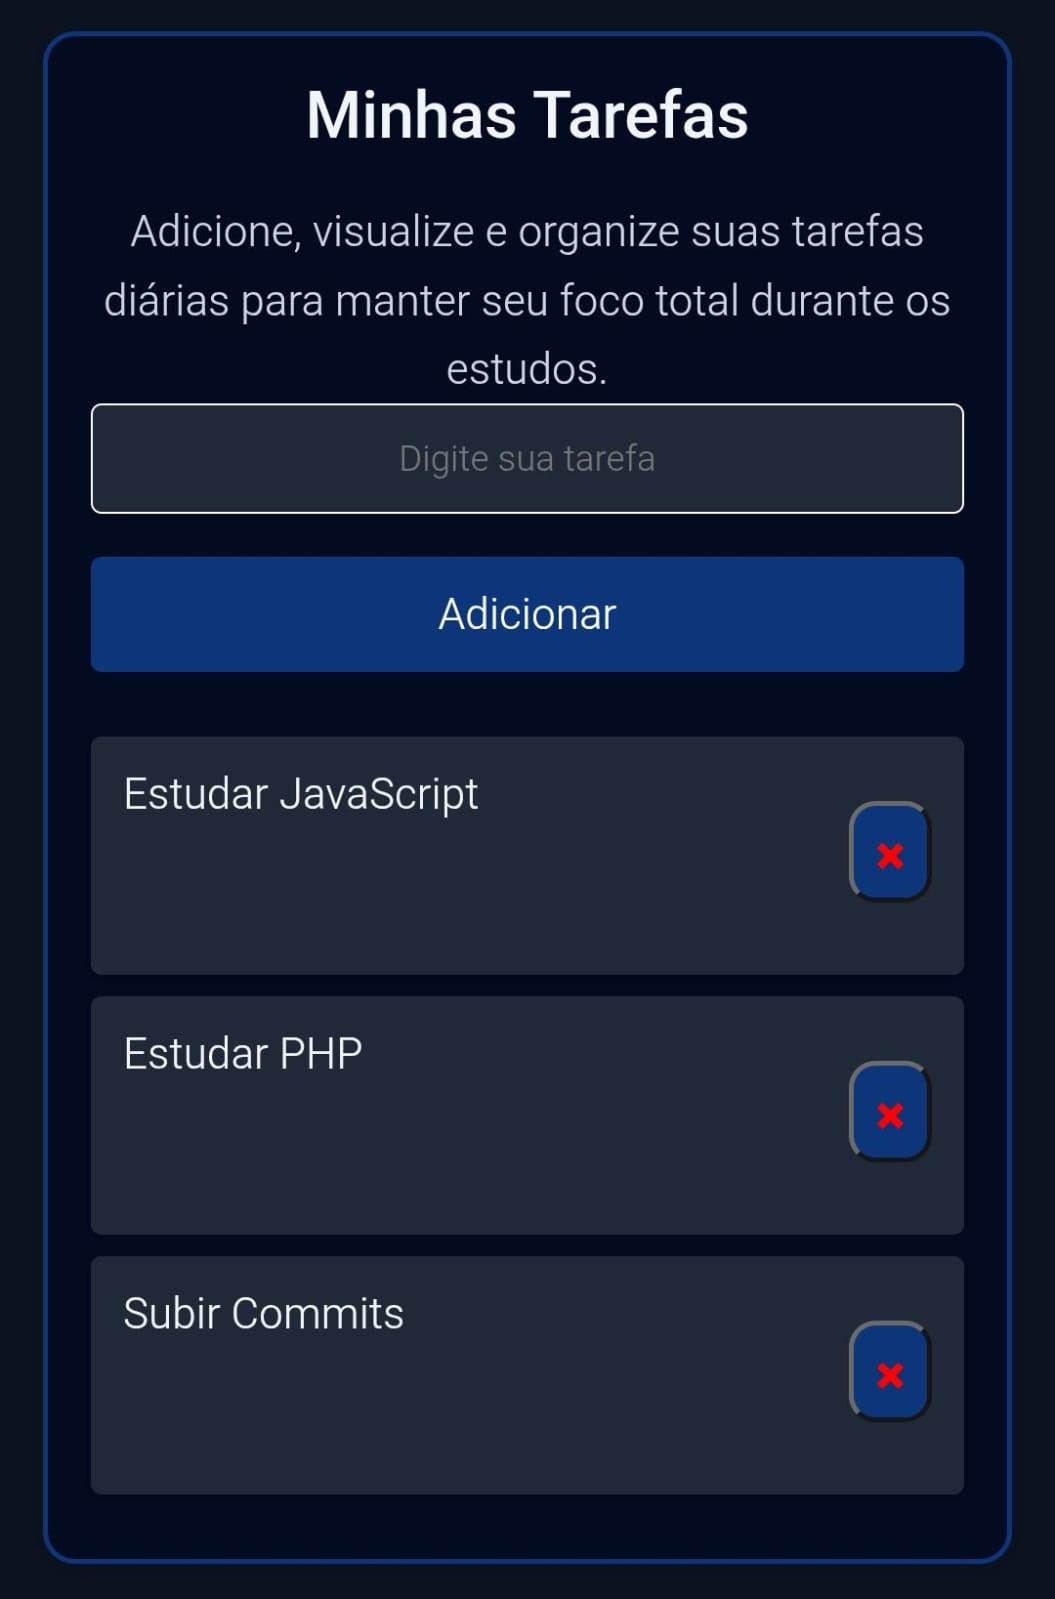 Minhas Tarefas
Adicione, visualize e organize suas tarefas
diárias para manter seu foco total durante os
estudos.
Digite sua tarefa
Adicionar
Estudar JavaScript
Estudar PHP
Subir Commits